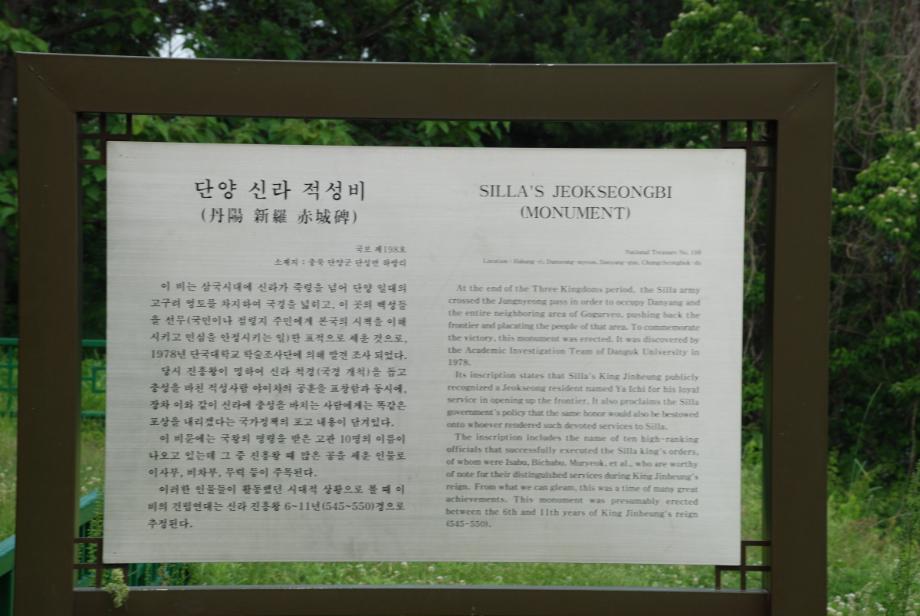 단양 신라 적성비
(丹陽 新羅 赤城碑)
국보 제198호
소재지 : 충북 단양군 단성면 하방리
이 비는 삼국시대에 신라가 죽령을 넘어 단양 일대의
고구려 영토를 차지하여 국경을 넓히고, 이 곳의 백성들
을 선무(국민이나 점령지 주민에게 본국의 시책을 이해
시키고 민심을 안정시키는 일)한 표적으로 세운 것으로,
1978년 단국대학교 학술조사단에 의해 발견 조사 되었다.
당시 진흥왕이 명하여 신라 척경(국경 개척)을 돕고
충성을 바친 적성사람 야이차의 공훈을 표창함과 동시에,
장차 이와 같이 신라에 충성을 바치는 사람에게는 똑같은
포상을 내리겠다는 국가정책의 포고 내용이 담겨있다.
이 비문에는 국왕의 명령을 받은 고관 10명의 이름이
나오고 있는데 그 중 진흥왕 때 많은 공을 세운 인물로
이사부, 비차부, 무력 등이 주목된다.
이러한 인물들이 활동했던 시대적 상황으로 볼 때 이
비의 건립연대는 신라 진흥왕 6~11년(545~550)경으로
추정된다.
SILLA'S JEOKSEONGBI
(MONUMENT)
National Treasure No. 198
Location : Habang-ri, Danseong-myeon, Danyang-gun, Chungcheongbuk-do
At the end of the Three Kingdoms period, the Silla army
crossed the Jungnyeong pass in order to occupy Danyang and
the entire neighboring area of Goguryeo, pushing back the
frontier and placating the people of that area. To commemorate
the victory, this monument was erected. It was discovered by
the Academic Investigation Team of Danguk University in
1978.
Its inscription states that Silla's King Jinheung publicly
recognized a Jeokseong resident named Ya Ichi for his loyal
service in opening up the frontier. It also proclaims the Silla
government's policy that the same honor would also be bestowed
onto whoever rendered such devoted services to Silla.
The inscription includes the name of ten high-ranking
officials that successfully executed the Silla king's orders,
of whom were Isabu, Bichabu, Muryeok, et al., who are worthy
of note for their distinguished services during King Jinheung's
reign. From what we can gleam, this was a time of many great
achievements. This monument was presumably erected
between the 6th and 11th years of King Jinheung's reign
(545-550).